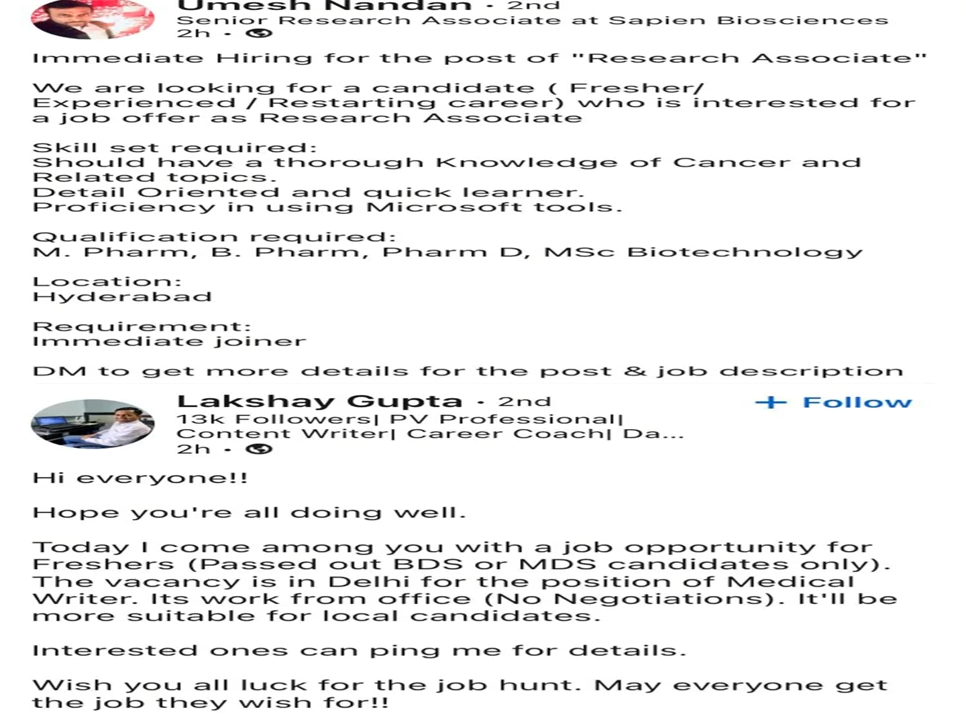 Umesh Nandan · 2nd
Senior Research Associate at Sapien Biosciences
2h ·
Immediate Hiring for the post of "Research Associate"
We are looking for a candidate ( Fresher/
Experienced / Restarting career) who is interested for
a job offer as Research Associate
Skill set required:
Should have a thorough Knowledge of Cancer and
Related topics.
Detail Oriented and quick learner.
Proficiency in using Microsoft tools.
Qualification required:
M. Pharm, B. Pharm, Pharm D, MSc Biotechnology
Location:
Hyderabad
Requirement:
Immediate joiner
DM to get more details for the post & job description
Lakshay Gupta · 2nd
+ Follow
13k Followers| PV Professional|
Content Writer| Career Coach| Da...
2h ·
Hi everyone!!
Hope you're all doing well.
Today I come among you with a job opportunity for
Freshers (Passed out BDS or MDS candidates only).
The vacancy is in Delhi for the position of Medical
Writer. Its work from office (No Negotiations). It'll be
more suitable for local candidates.
Interested ones can ping me for details.
Wish you all luck for the job hunt. May everyone get
the job they wish for!!